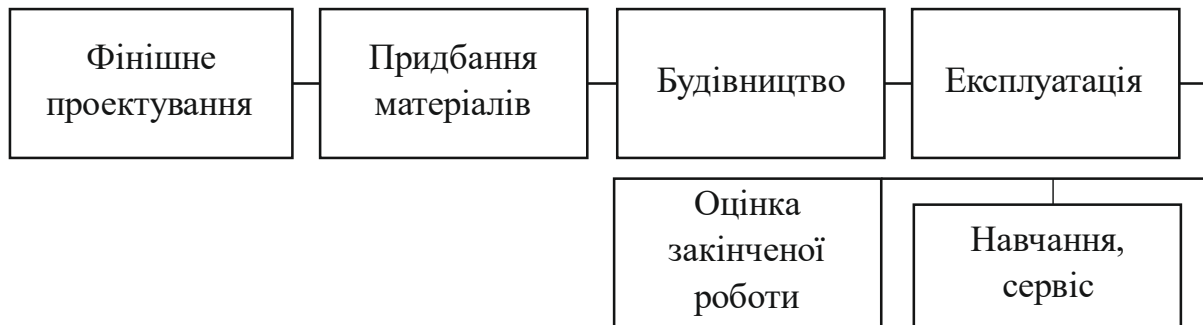 Фінішне
проектування
Придбання
матеріалів
Будівництво
Експлуатація
Оцінка
закінченої
роботи
Навчання,
сервіс